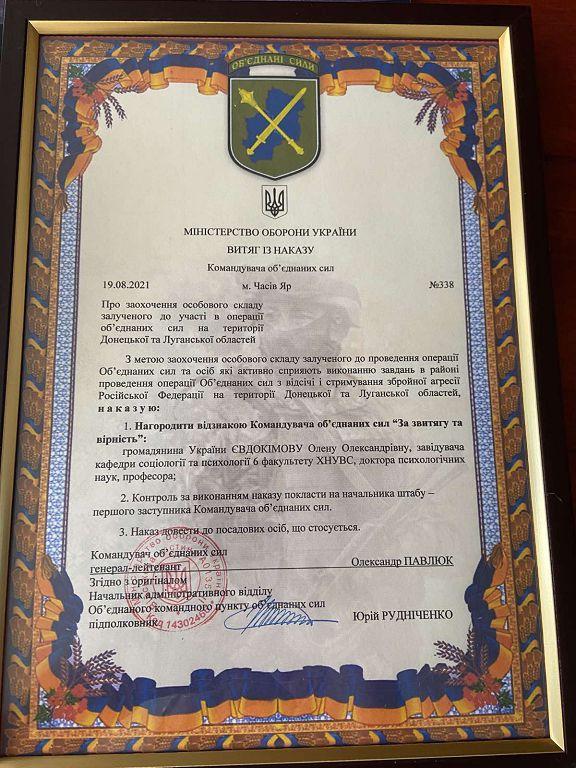 ОБ'ЄДНАНІ СИЛИ
МІНІСТЕРСТВО ОБОРОНИ УКРАЇНИ
ВИТЯГ ІЗ НАКАЗУ
Командувача об'єднаних сил
19.08.2021 м. Часів Яр №338
Про заохочення особового складу
залученого до участі в операції
об'єднаних сил на території
Донецької та Луганської областей
З метою заохочення особового складу залученого до проведення операції
Об'єднаних сил та осіб які активно сприяють виконанню завдань в районі
проведення операції Об'єднаних сил з відсічі і стримування збройної агресії
Російської Федерації на території Донецької та Луганської областей,
н а к а з у ю:
1. Нагородити відзнакою Командувача об'єднаних сил "За звитягу та
вірність":
громадянина України ЄВДОКІМОВУ Олену Олександрівну, завідувача
кафедри соціології та психології 6 факультету ХНУВС, доктора психологічних
наук, професора;
2. Контроль за виконанням наказу покласти на начальника штабу –
першого заступника Командувача об'єднаних сил.
3. Наказ довести до посадових осіб, що стосується.
Командувач об'єднаних сил
генерал-лейтенант Олександр ПАВЛЮК
Згідно з оригіналом
Начальник адміністративного відділу
Об'єднаного командного пункту об'єднаних сил
підполковник Юрій РУДНІЧЕНКО